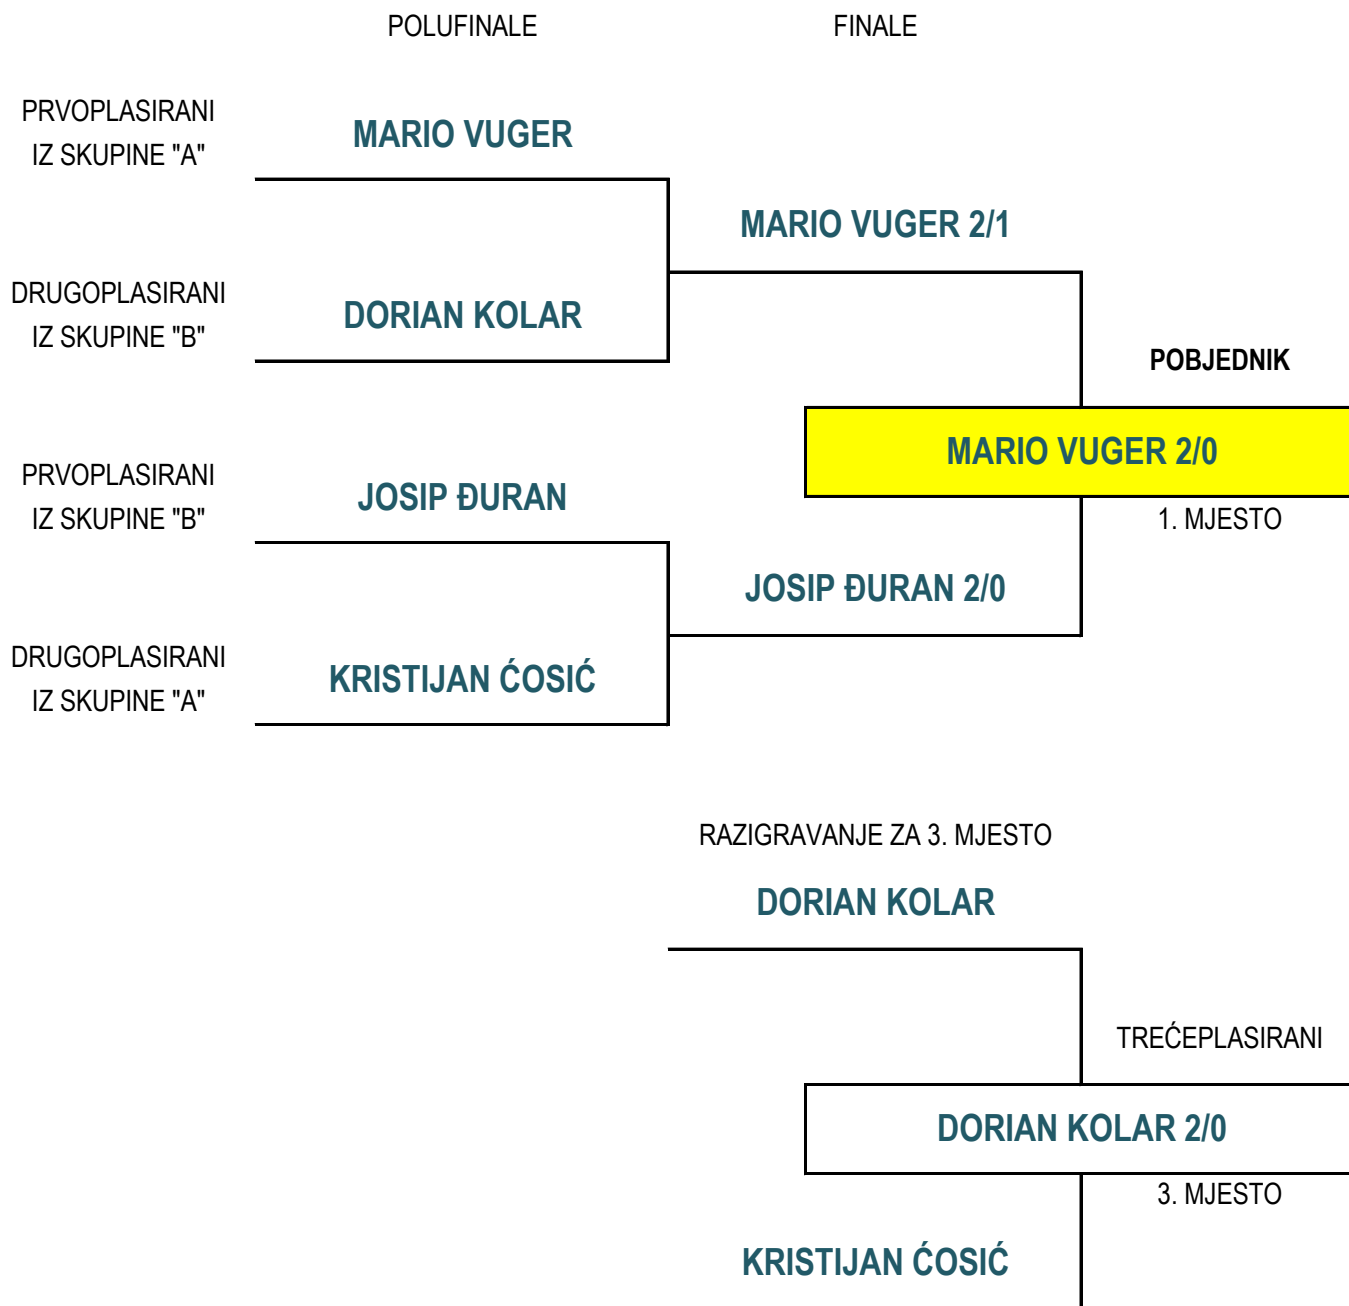 POLUFINALE
FINALE
PRVOPLASIRANI
IZ SKUPINE "A"
MARIO VUGER
MARIO VUGER 2/1
DRUGOPLASIRANI
IZ SKUPINE "B"
DORIAN KOLAR
POBJEDNIK
MARIO VUGER 2/0
1. MJESTO
PRVOPLASIRANI
IZ SKUPINE "B"
JOSIP ĐURAN
JOSIP ĐURAN 2/0
DRUGOPLASIRANI
IZ SKUPINE "A"
KRISTIJAN ĆOSIĆ
RAZIGRAVANJE ZA 3. MJESTO
DORIAN KOLAR
TREĆEPLASIRANI
DORIAN KOLAR 2/0
3. MJESTO
KRISTIJAN ĆOSIĆ